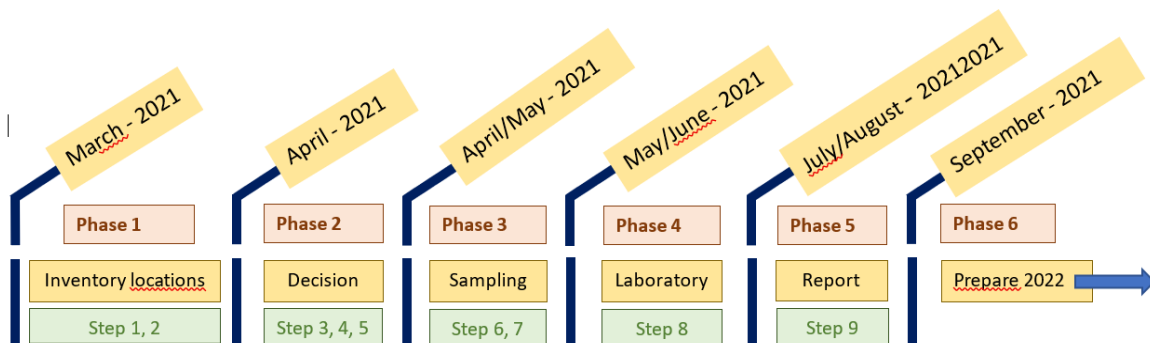 March - 2021
April - 2021
April/May - 2021
May/June - 2021
July/August - 20212021
September - 2021
Phase 1
Phase 2
Phase 3
Phase 4
Phase 5
Phase 6
Inventory locations
Decision
Sampling
Laboratory
Report
Prepare 2022
Step 1, 2
Step 3, 4, 5
Step 6, 7
Step 8
Step 9